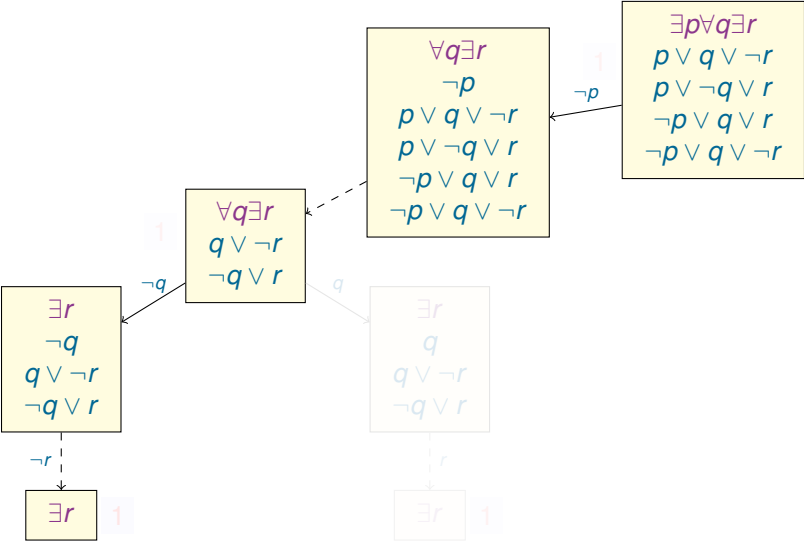 ∃p∀q∃r
p ∨ q ∨ ¬r
p ∨ ¬q ∨ r
¬p ∨ q ∨ r
¬p ∨ q ∨ ¬r
1
¬p
∀q∃r
¬p
p ∨ q ∨ ¬r
p ∨ ¬q ∨ r
¬p ∨ q ∨ r
¬p ∨ q ∨ ¬r
1
∀q∃r
q ∨ ¬r
¬q ∨ r
¬q
q
∃r
¬q
q ∨ ¬r
¬q ∨ r
∃r
q
q ∨ ¬r
¬q ∨ r
¬r
r
∃r
1
∃r
1